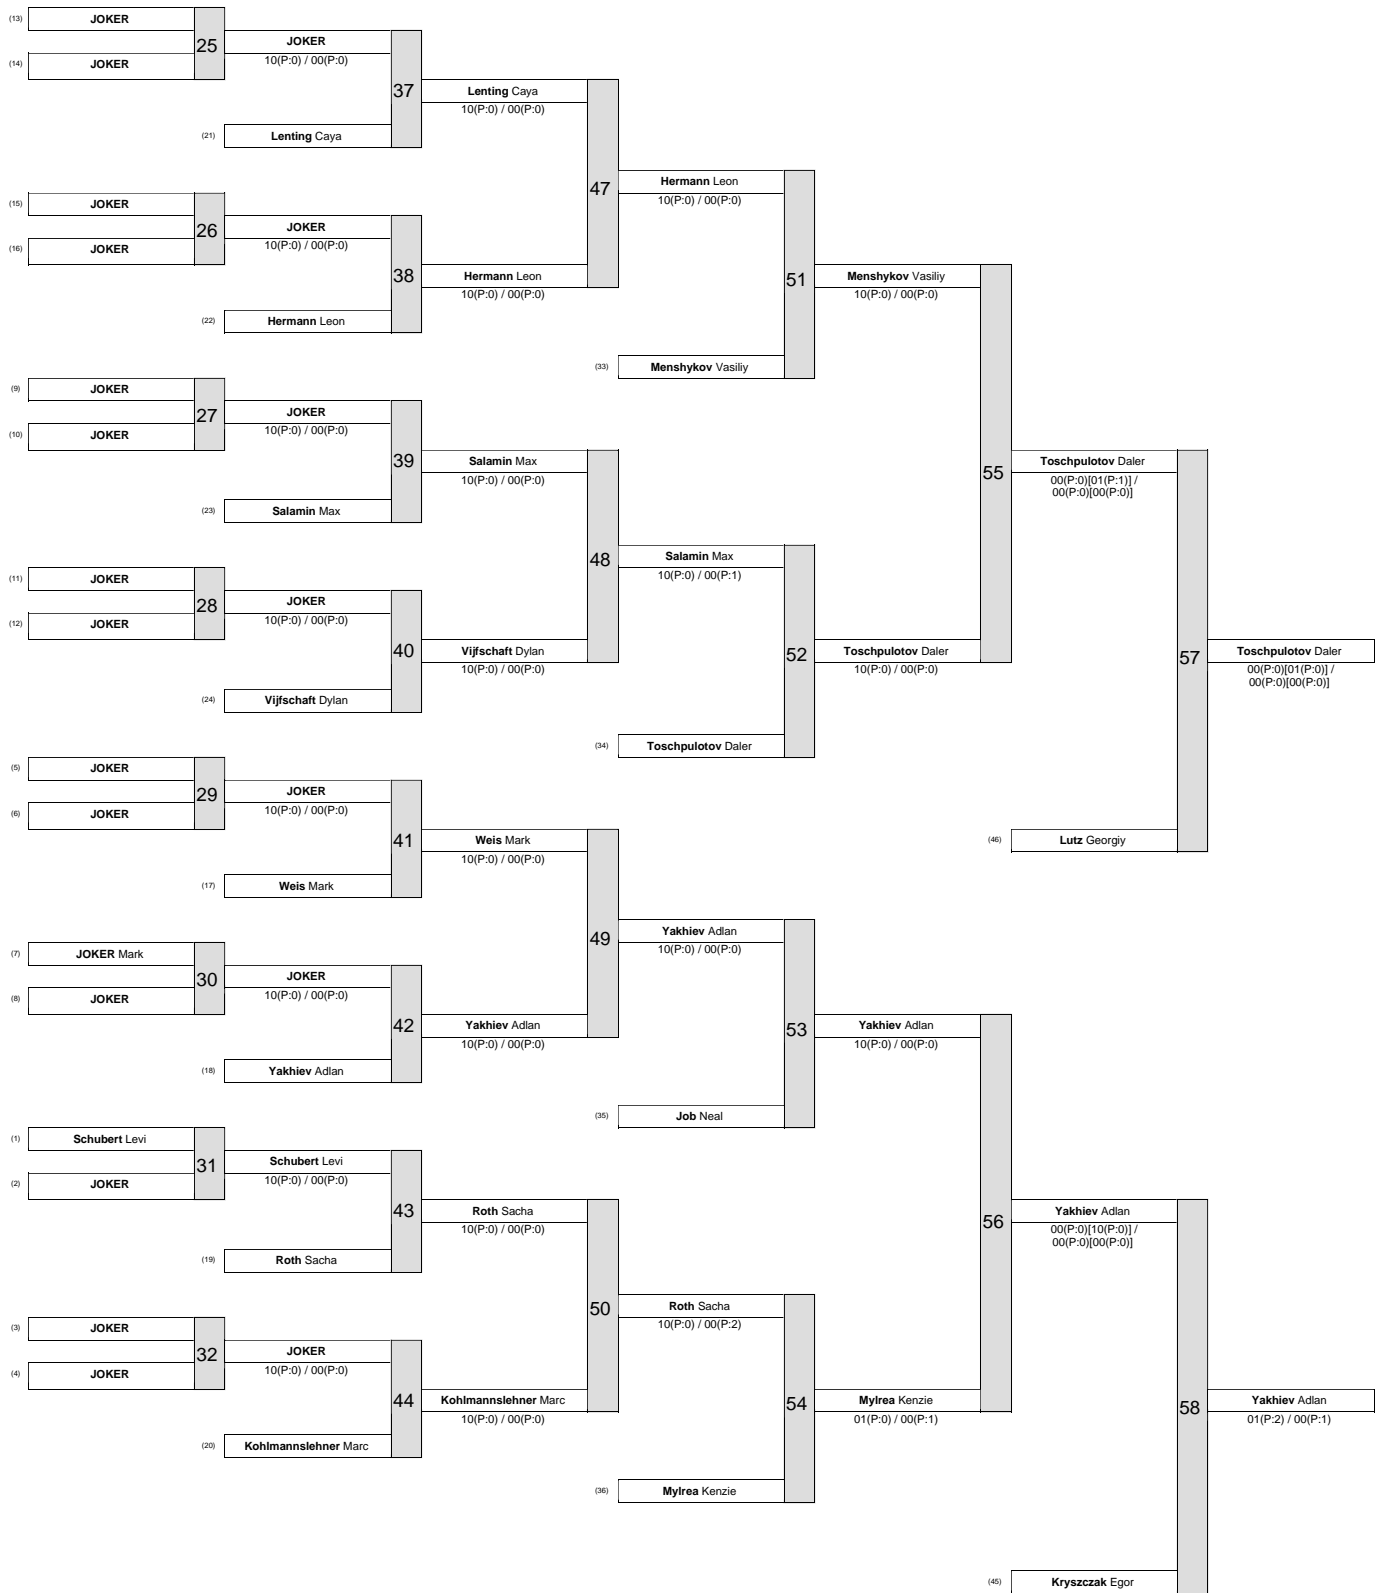 (13) JOKER
25
JOKER
10(P:0) / 00(P:0)
(14) JOKER
37
Lenting Caya
10(P:0) / 00(P:0)
(21) Lenting Caya
47
Hermann Leon
10(P:0) / 00(P:0)
(15) JOKER
26
JOKER
10(P:0) / 00(P:0)
(16) JOKER
38
Hermann Leon
10(P:0) / 00(P:0)
(22) Hermann Leon
51
Menshykov Vasiliy
10(P:0) / 00(P:0)
(33) Menshykov Vasiliy
(9) JOKER
27
JOKER
10(P:0) / 00(P:0)
(10) JOKER
39
Salamin Max
10(P:0) / 00(P:0)
(23) Salamin Max
55
Toschpulotov Daler
00(P:0)[01(P:1)] /
00(P:0)[00(P:0)]
48
Salamin Max
10(P:0) / 00(P:1)
(11) JOKER
28
JOKER
10(P:0) / 00(P:0)
(12) JOKER
40
Vijfschaft Dylan
10(P:0) / 00(P:0)
(24) Vijfschaft Dylan
52
Toschpulotov Daler
10(P:0) / 00(P:0)
57
Toschpulotov Daler
00(P:0)[01(P:0)] /
00(P:0)[00(P:0)]
(34) Toschpulotov Daler
(5) JOKER
29
JOKER
10(P:0) / 00(P:0)
(6) JOKER
41
Weis Mark
10(P:0) / 00(P:0)
(46) Lutz Georgiy
(17) Weis Mark
49
Yakhiev Adlan
10(P:0) / 00(P:0)
(7) JOKER Mark
30
JOKER
10(P:0) / 00(P:0)
(8) JOKER
42
Yakhiev Adlan
10(P:0) / 00(P:0)
(18) Yakhiev Adlan
53
Yakhiev Adlan
10(P:0) / 00(P:0)
(35) Job Neal
(1) Schubert Levi
31
Schubert Levi
10(P:0) / 00(P:0)
(2) JOKER
43
Roth Sacha
10(P:0) / 00(P:0)
(19) Roth Sacha
56
Yakhiev Adlan
00(P:0)[10(P:0)] /
00(P:0)[00(P:0)]
50
Roth Sacha
10(P:0) / 00(P:2)
(3) JOKER
32
JOKER
10(P:0) / 00(P:0)
(4) JOKER
44
Kohlmannslehner Marc
10(P:0) / 00(P:0)
(20) Kohlmannslehner Marc
54
Mylrea Kenzie
01(P:0) / 00(P:1)
58
Yakhiev Adlan
01(P:2) / 00(P:1)
(36) Mylrea Kenzie
(45) Kryszczak Egor